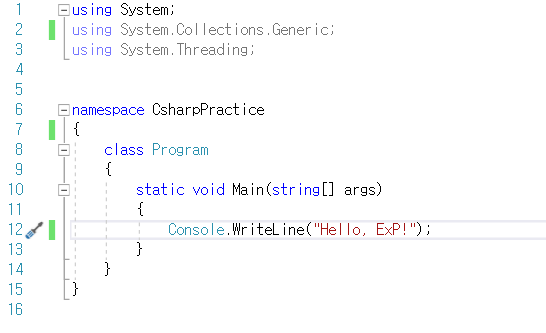 1 using System;
2 using System.Collections.Generic;
3 using System.Threading;
4
5
6 namespace CsharpPractice
7 {
8 class Program
9 {
10 static void Main(string[] args)
11 {
12 Console.WriteLine("Hello, ExP!");
13 }
14 }
15 }
16